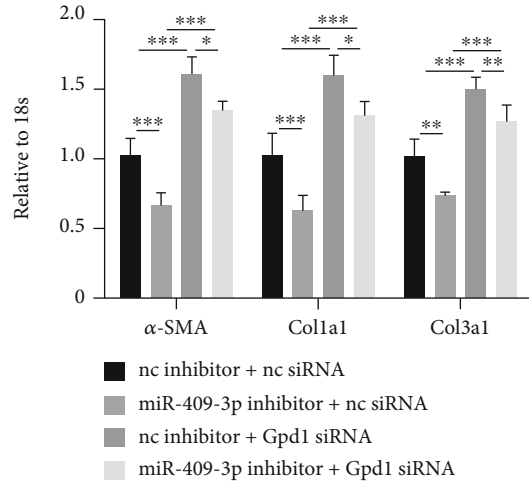 2.0
1.5
1.0
0.5
0
Relative to 18s
***
***
*
***
***
***
*
***
***
***
**
**
α-SMA
Col1a1
Col3a1
nc inhibitor + nc siRNA
miR-409-3p inhibitor + nc siRNA
nc inhibitor + Gpd1 siRNA
miR-409-3p inhibitor + Gpd1 siRNA